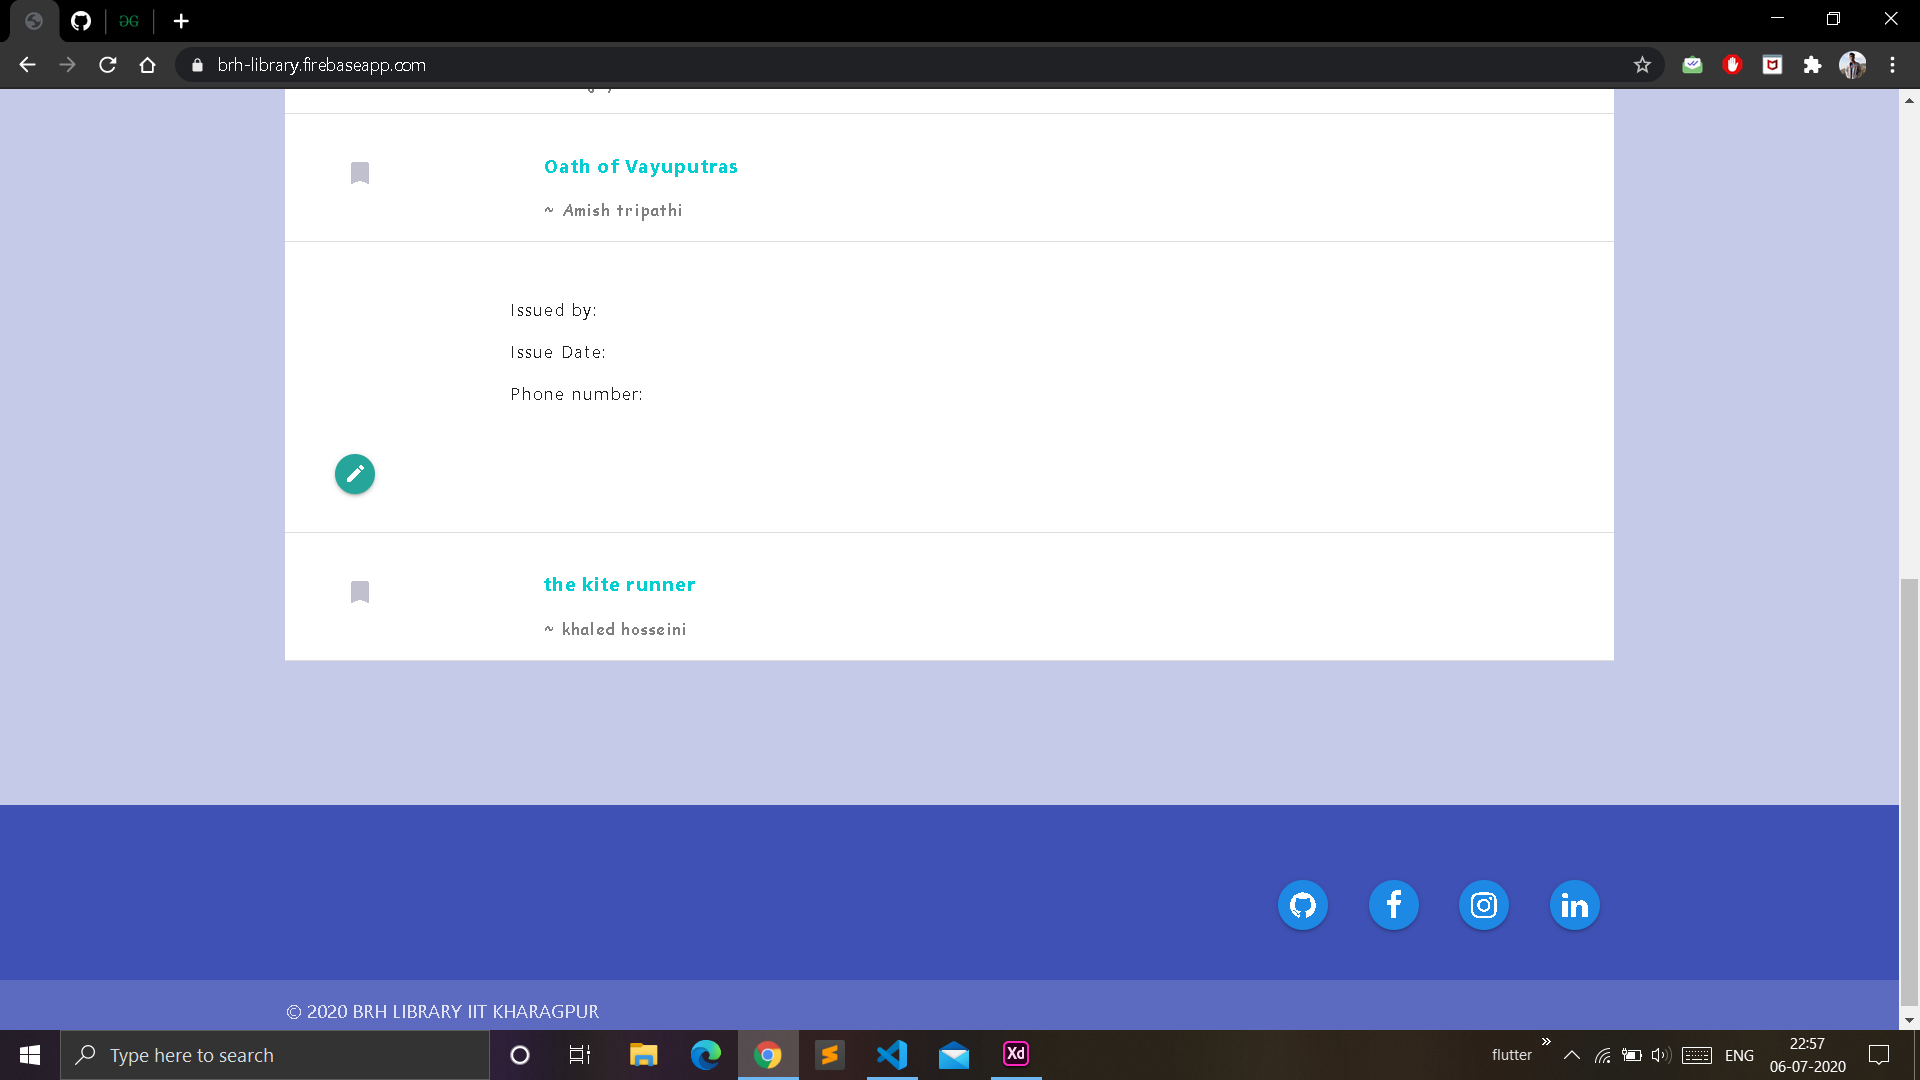 brh-library.firebaseapp.com
Oath of Vayuputras
~ Amish tripathi
Issued by:
Issue Date:
Phone number:
the kite runner
~ khaled hosseini
© 2020 BRH LIBRARY IIT KHARAGPUR
Type here to search
Xd
flutter
ENG
22:57
06-07-2020